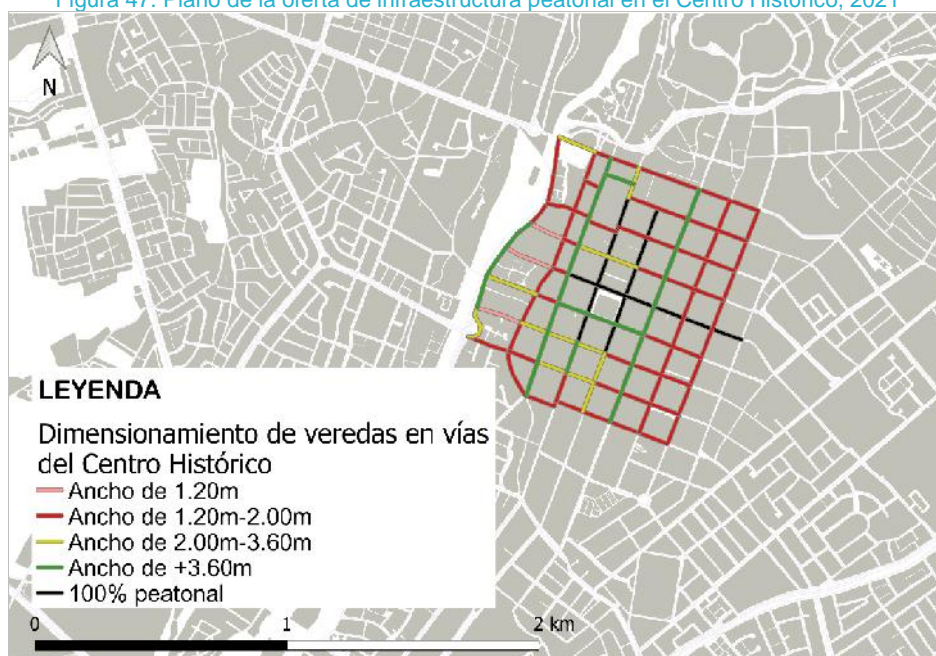 Figura 47. Plano de la oferta de infraestructura peatonal en el Centro Histórico, 2021
N
LEYENDA
Dimensionamiento de veredas en vías
del Centro Histórico
Ancho de 1.20m
Ancho de 1.20m-2.00m
Ancho de 2.00m-3.60m
Ancho de +3.60m
100% peatonal
0 1 2 km